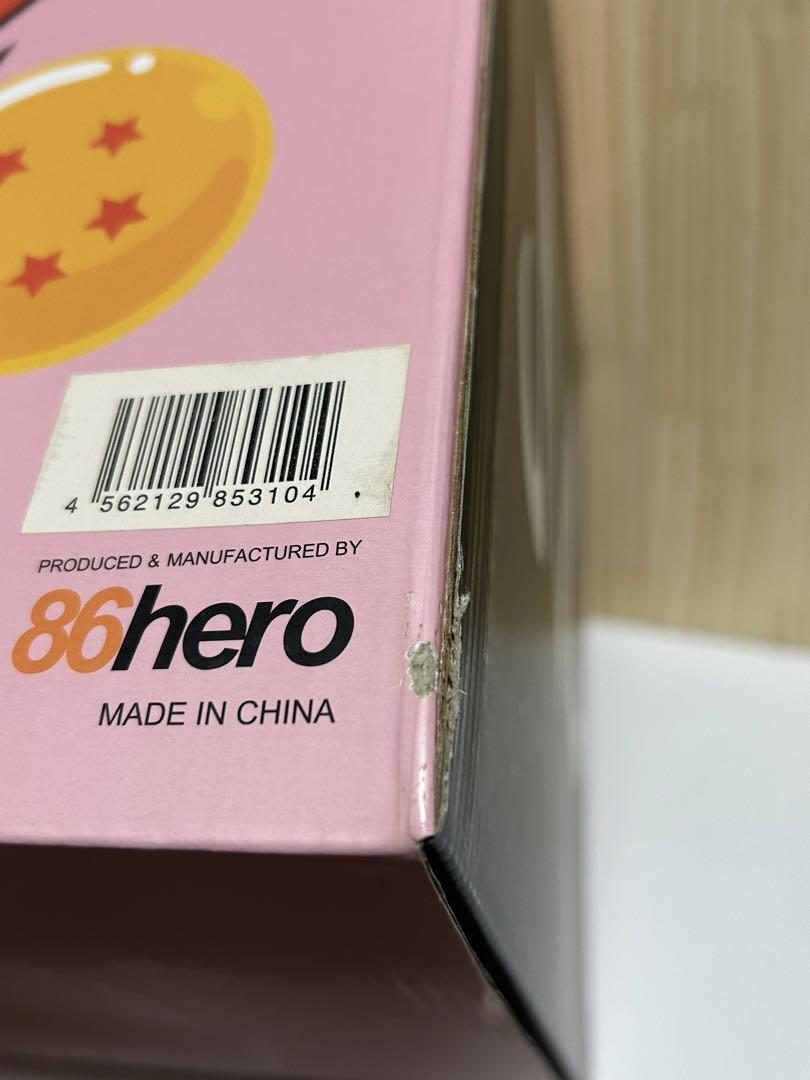 4 562129 853104
PRODUCED & MANUFACTURED BY
86hero
MADE IN CHINA